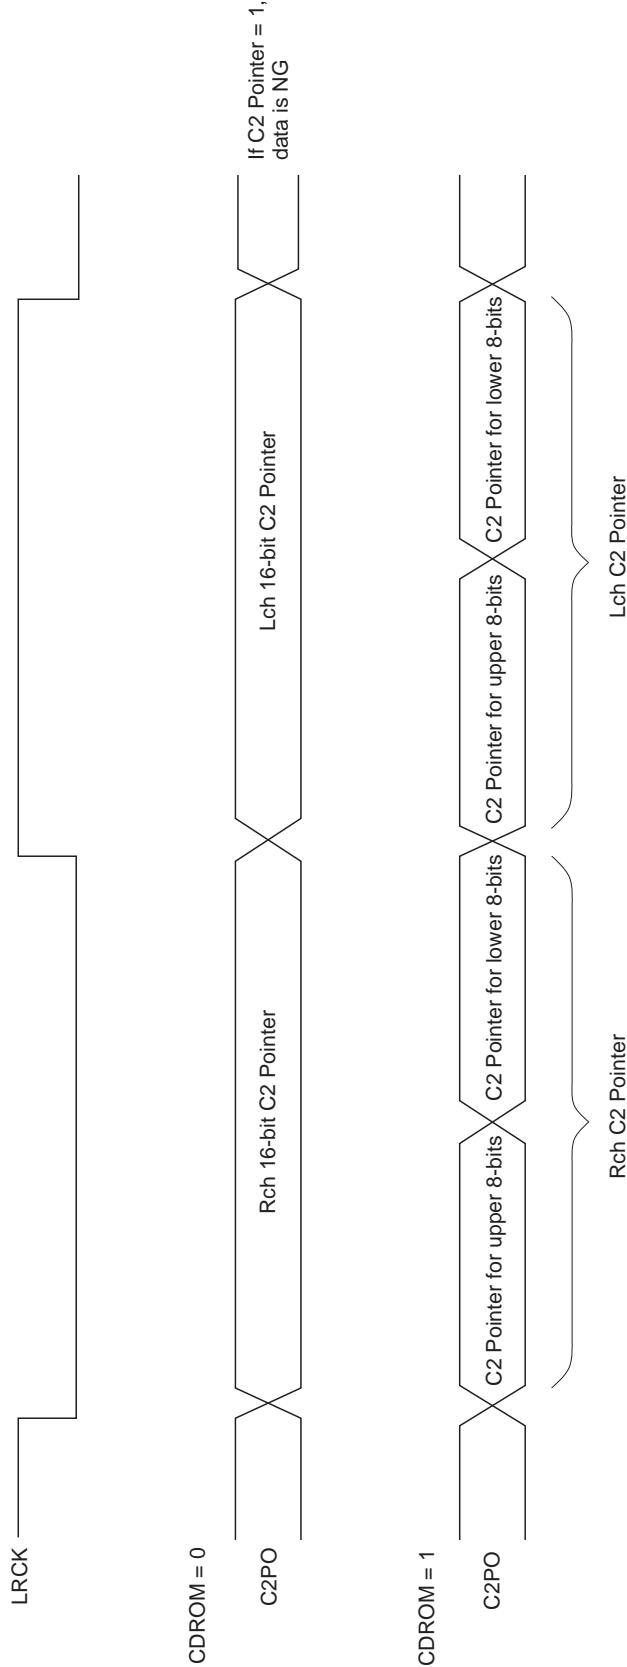 LRCK
CDROM = 0
C2PO
Rch 16-bit C2 Pointer
Lch 16-bit C2 Pointer
If C2 Pointer = 1,
data is NG
CDROM = 1
C2PO
C2 Pointer for upper 8-bits
C2 Pointer for lower 8-bits
C2 Pointer for upper 8-bits
C2 Pointer for lower 8-bits
Rch C2 Pointer
Lch C2 Pointer